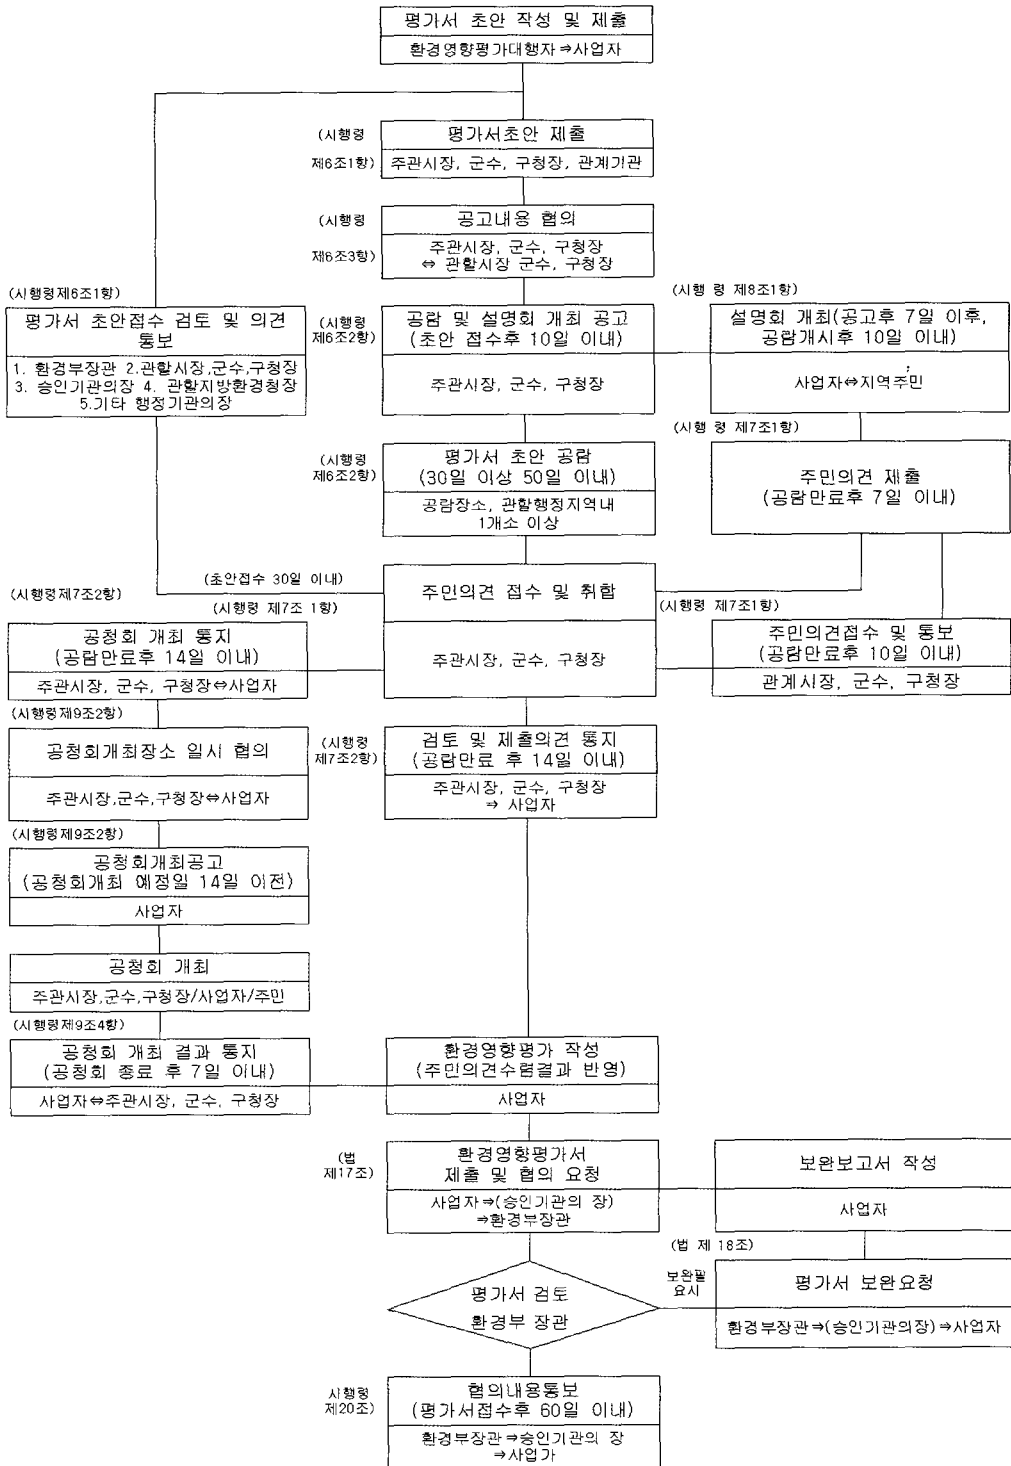 평가서 초안 작성 및 제출
환경영향평가대행자⇒사업자
(시행령
제6조1항)
평가서초안 제출
주관시장, 군수, 구청장, 관계기관
(시행령
제6조3항)
공고내용 협의
주관시장, 군수, 구청장
⇔ 관할시장 군수, 구청장
(시행령제6조1항)
평가서 초안접수 검토 및 의견
통보
1. 환경부장관 2.관할시장,군수,구청장
3. 승인기관의장 4. 관할지방환경청장
5.기타 행정기관의장
(시행령
제6조2항)
공람 및 설명회 개최 공고
(초안 접수후 10일 이내)
주관시장, 군수, 구청장
(시행 령 제8조1항)
설명회 개최(공고후 7일 이후,
공람개시후 10일 이내)
사업자⇔지역주민
(시행령
제6조2항)
평가서 초안 공람
(30일 이상 50일 이내)
공람장소, 관할행정지역내
1개소 이상
(시행 령 제7조1항)
주민의견 제출
(공람만료후 7일 이내)
(초안접수 30일 이내)
(시행령 제7조 1항)
주민의견 접수 및 취합
주관시장, 군수, 구청장
(시행령 제7조1항)
주민의견접수 및 통보
(공람만료후 10일 이내)
관계시장, 군수, 구청장
(시행령제7조2항)
공청회 개최 통지
(공람만료후 14일 이내)
주관시장, 군수, 구청장⇔사업자
(시행령
제7조2항)
검토 및 제출의견 통지
(공람만료 후 14일 이내)
주관시장, 군수, 구청장
⇒ 사업자
(시행령제9조2항)
공청회개최장소 일시 협의
주관시장,군수,구청장⇔사업자
(시행령제9조2항)
공청회개최공고
(공청회개최 예정일 14일 이전)
사업자
공청회 개최
주관시장,군수,구청장/사업자/주민
(시행령제9조4항)
공청회 개최 결과 통지
(공청회 종료 후 7일 이내)
사업자⇔주관시장, 군수, 구청장
환경영향평가 작성
(주민의견수렴결과 반영)
사업자
(법
제17조)
환경영향평가서
제출 및 협의 요청
사업자⇒(승인기관의 장)
⇒환경부장관
보완보고서 작성
사업자
평가서 검토
환경부 장관
보완필
요시
(법 제 18조)
평가서 보완요청
환경부장관⇒(승인기관의장)⇒사업자
시행령
제20조)
협의내용통보
(평가서접수후 60일 이내)
환경부장관⇒승인기관의 장
⇒사업가